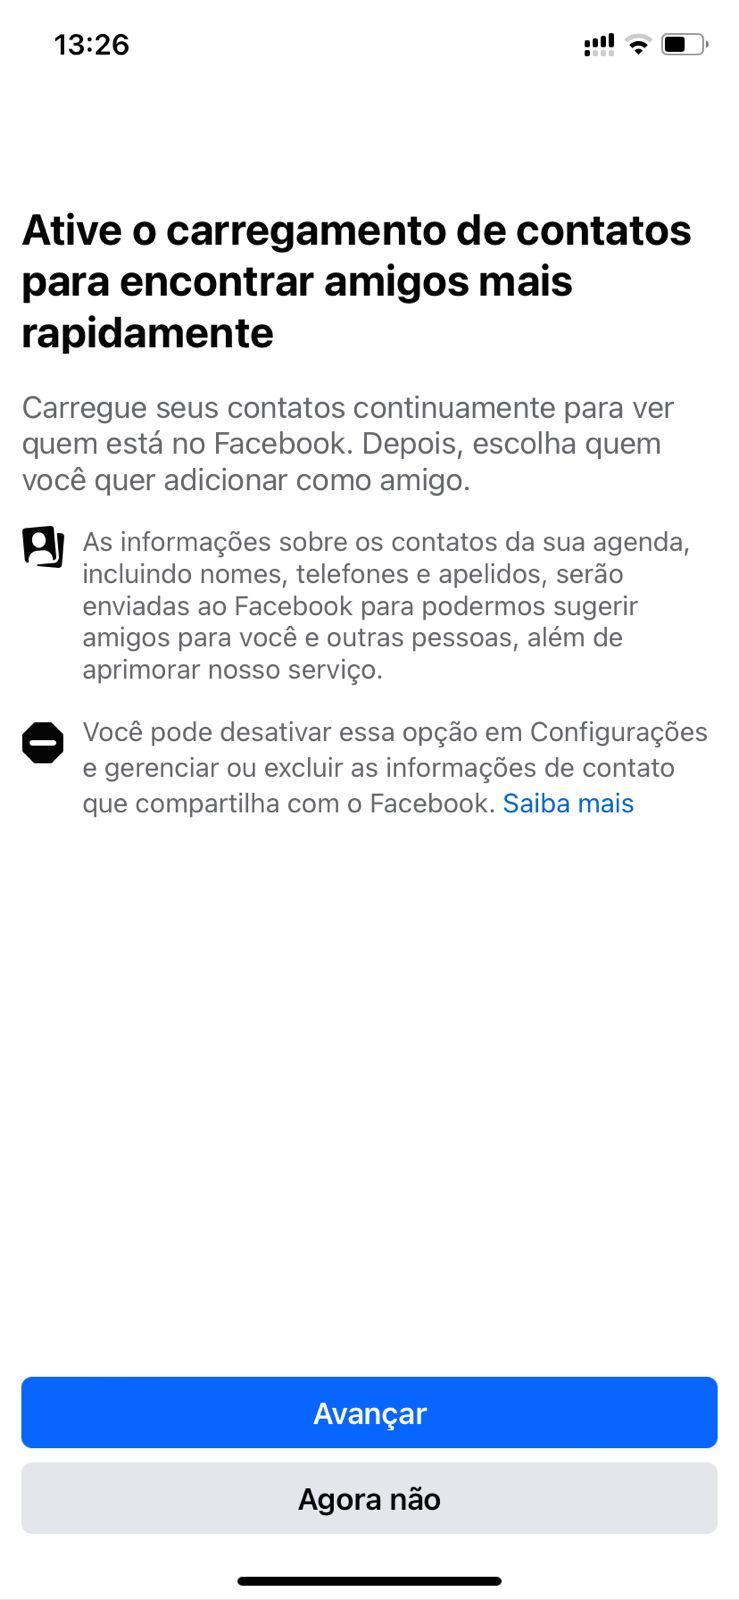 13:26
Ative o carregamento de contatos
para encontrar amigos mais
rapidamente
Carregue seus contatos continuamente para ver
quem está no Facebook. Depois, escolha quem
você quer adicionar como amigo.
As informações sobre os contatos da sua agenda,
incluindo nomes, telefones e apelidos, serão
enviadas ao Facebook para podermos sugerir
amigos para você e outras pessoas, além de
aprimorar nosso serviço.
Você pode desativar essa opção em Configurações
e gerenciar ou excluir as informações de contato
que compartilha com o Facebook. Saiba mais
Avançar
Agora não